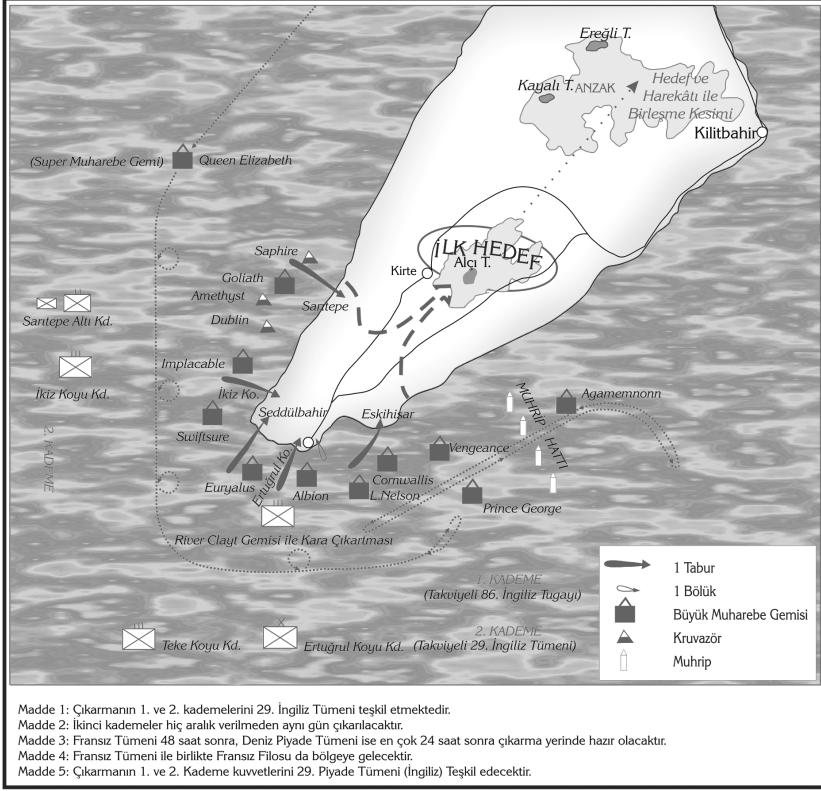 Ereğli T.
Kayalı T.
ANZAK
Hedef ve
Harekâtı ile
Birleşme Kesimi
Kilitbahir
(Super Muharebe Gemi)
Queen Elizabeth
Saphire
İLK HEDEF
Alçı T.
Kirte
Goliath
Amethyst
Sarıtepe
Dublin
Sarıtepe Altı Kd.
Implacable
İkiz Koyu Kd.
İkiz Ko.
Agamemnonn
MUHRIP HATTI
Seddülbahir
Eskihisar
Swiftsure
2. KADEME
Vengeance
Ertuğrul Ko.
Euryalus
Albion
Cornwallis
L.Nelson
Prince George
River Clayt Gemisi ile Kara Çıkartması
1. KADEME
(Takviyeli 86. İngiliz Tugayı)
2. KADEME
(Takviyeli 29. İngiliz Tümeni)
Teke Koyu Kd.
Ertuğrul Koyu Kd.
1 Tabur
1 Bölük
Büyük Muharebe Gemisi
Kruvazör
Muhrip
Madde 1: Çıkarmanın 1. ve 2. kademelerini 29. İngiliz Tümeni teşkil etmektedir.
Madde 2: İkinci kademeler hiç aralık verilmeden aynı gün çıkarılacaktır.
Madde 3: Fransız Tümeni 48 saat sonra, Deniz Piyade Tümeni ise en çok 24 saat sonra çıkarma yerinde hazır olacaktır.
Madde 4: Fransız Tümeni ile birlikte Fransız Filosu da bölgeye gelecektir.
Madde 5: Çıkarmanın 1. ve 2. Kademe kuvvetlerini 29. Piyade Tümeni (İngiliz) Teşkil edecektir.